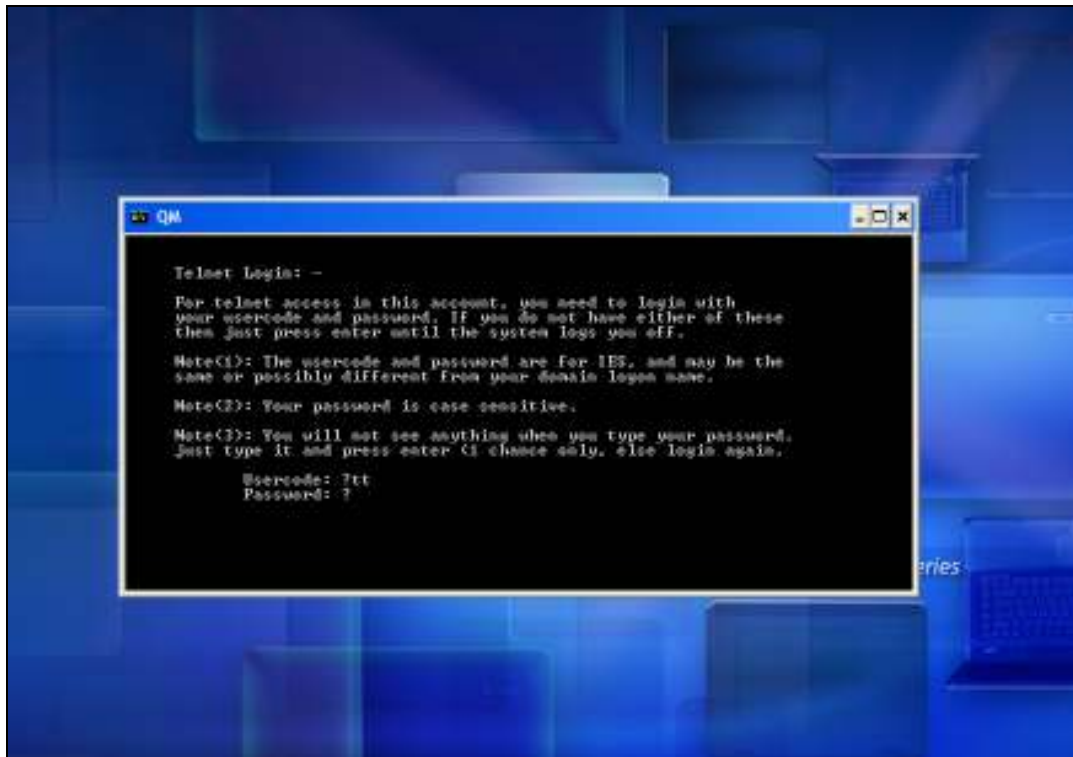 QM
Telnet Login: -
For telnet access in this account, you need to login with
your usercode and password. If you do not have either of these
then just press enter until the system logs you off.
Note(1): The usercode and password are for IES, and may be the
same or possibly different from your domain logon name.
Note(2): Your password is case sensitive.
Note(3): You will not see anything when you type your password.
Just type it and press enter (1 chance only, else login again.
Usercode: ?tt
Password: ?
eries